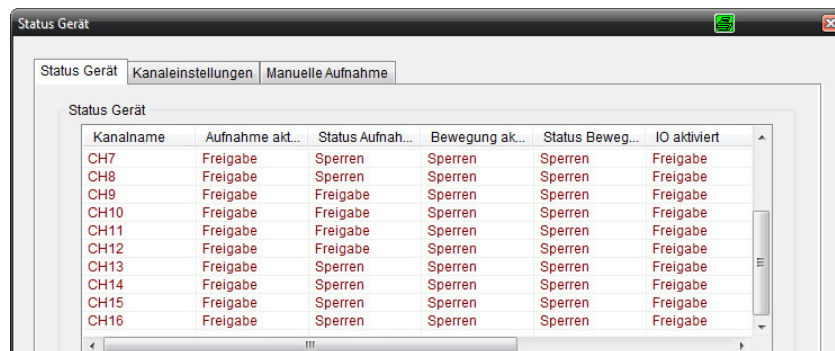 Status Gerät
Status Gerät Kanaleinstellungen Manuelle Aufnahme
Status Gerät
Kanalname Aufnahme akt... Status Aufnah... Bewegung ak... Status Beweg... IO aktiviert
CH7 Freigabe Sperren Sperren Sperren Freigabe
CH8 Freigabe Sperren Sperren Sperren Freigabe
CH9 Freigabe Freigabe Sperren Sperren Freigabe
CH10 Freigabe Freigabe Sperren Sperren Freigabe
CH11 Freigabe Freigabe Sperren Sperren Freigabe
CH12 Freigabe Freigabe Sperren Sperren Freigabe
CH13 Freigabe Sperren Sperren Sperren Freigabe
CH14 Freigabe Sperren Sperren Sperren Freigabe
CH15 Freigabe Sperren Sperren Sperren Freigabe
CH16 Freigabe Sperren Sperren Sperren Freigabe